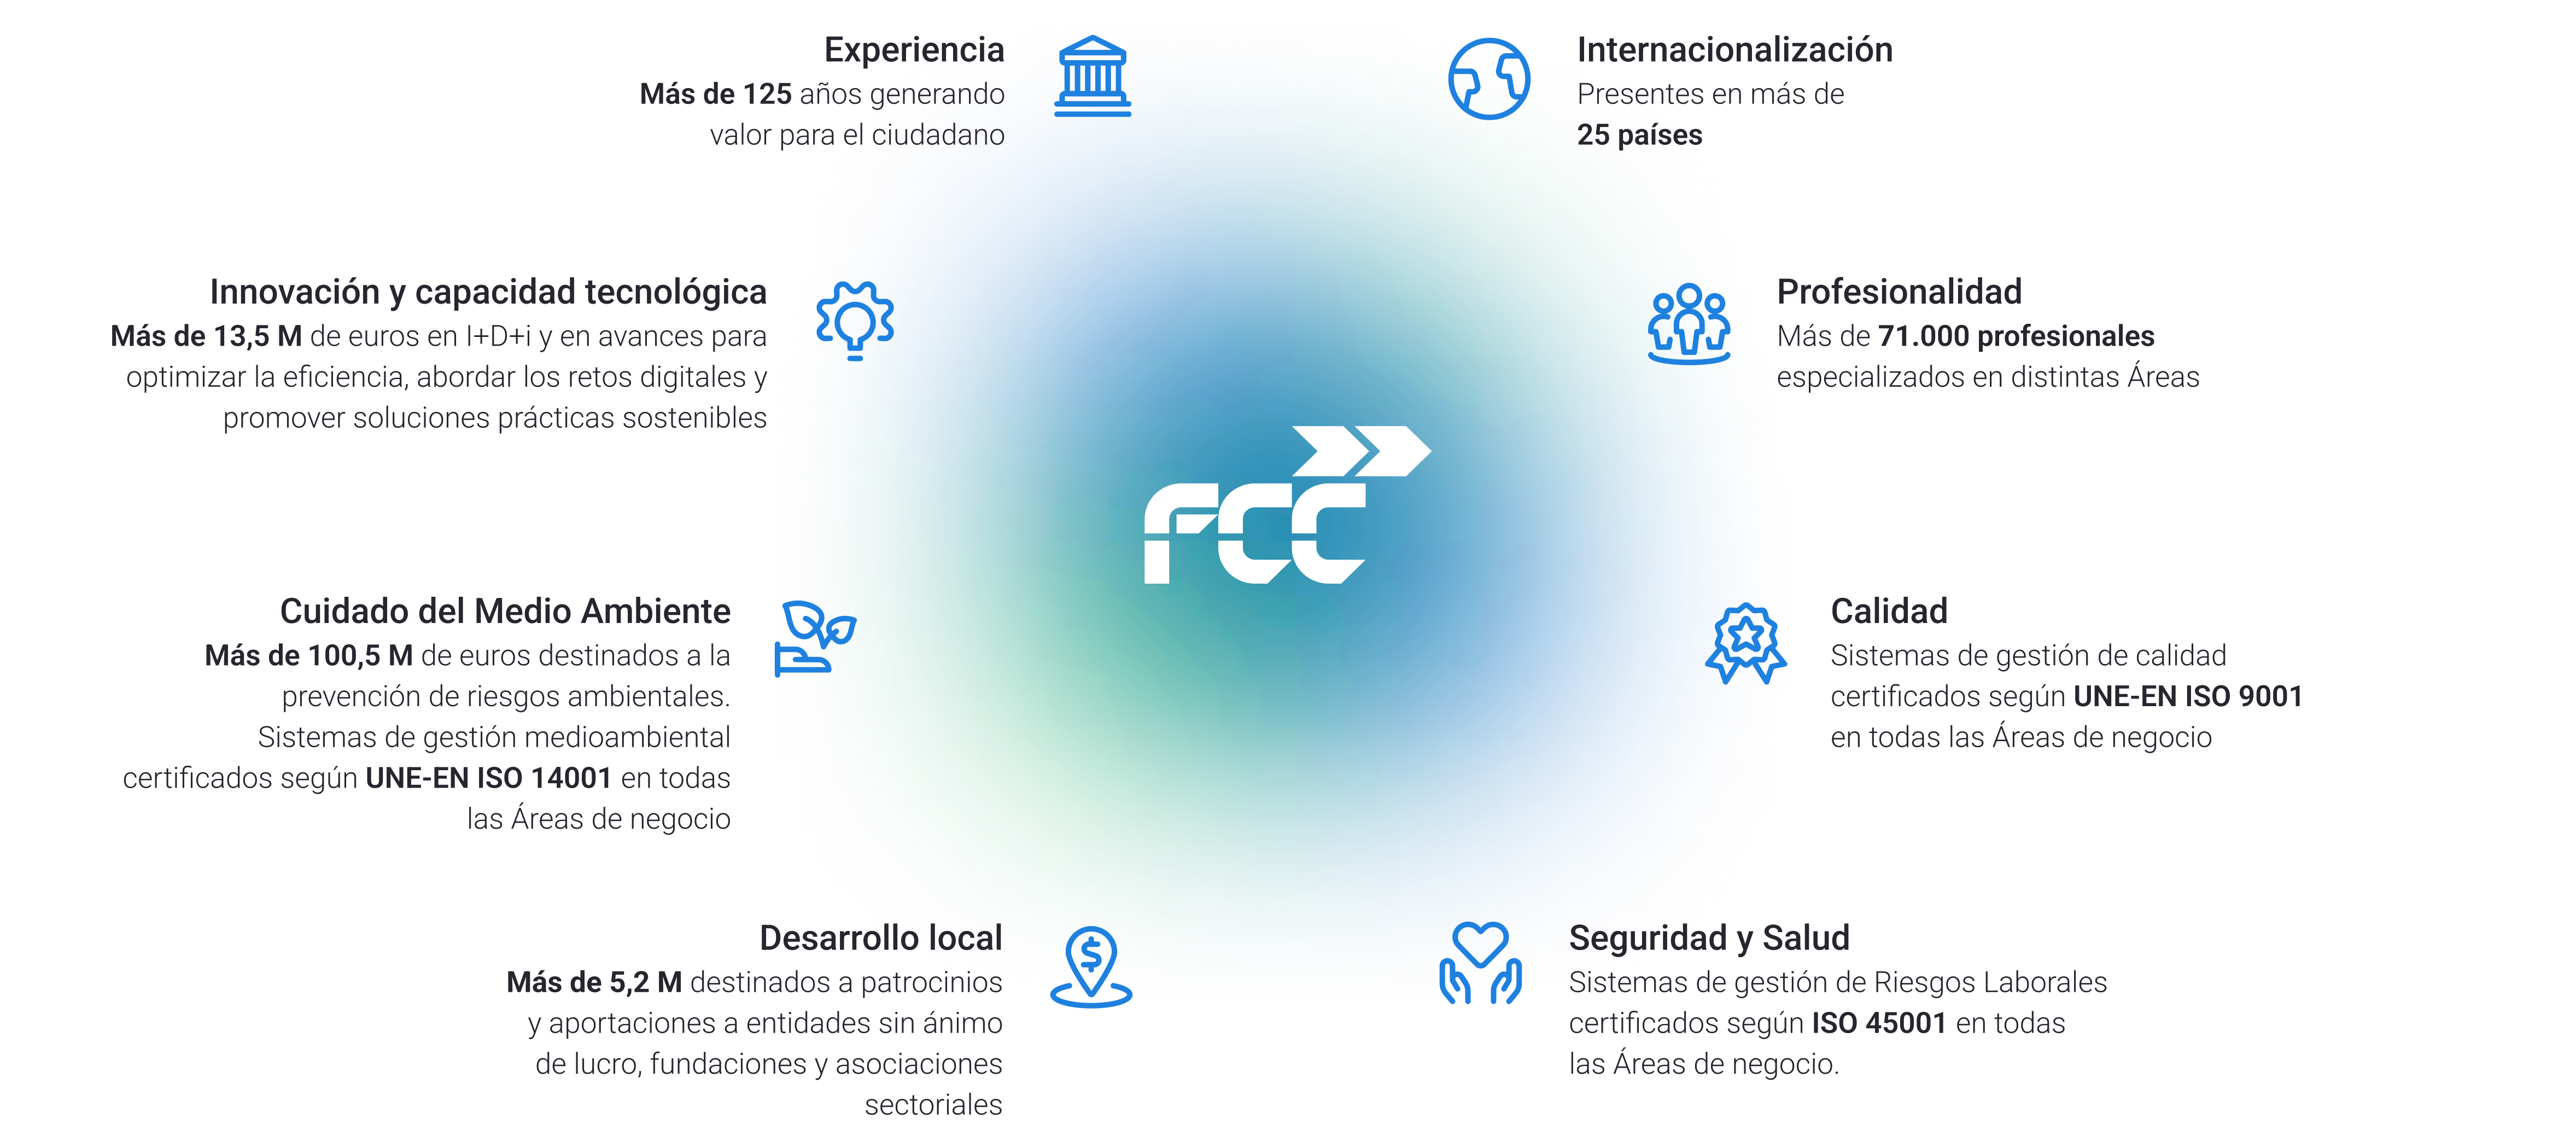 Experiencia
Más de 125 años generando
valor para el ciudadano
Internacionalización
Presentes en más de
25 países
Innovación y capacidad tecnológica
Más de 13,5 M de euros en I+D+i y en avances para
optimizar la eficiencia, abordar los retos digitales y
promover soluciones prácticas sostenibles
Profesionalidad
Más de 71.000 profesionales
especializados en distintas Áreas
FCC
Cuidado del Medio Ambiente
Más de 100,5 M de euros destinados a la
prevención de riesgos ambientales.
Sistemas de gestión medioambiental
certificados según UNE-EN ISO 14001 en todas
las Áreas de negocio
Calidad
Sistemas de gestión de calidad
certificados según UNE-EN ISO 9001
en todas las Áreas de negocio
Desarrollo local
Más de 5,2 M destinados a patrocinios
y aportaciones a entidades sin ánimo
de lucro, fundaciones y asociaciones
sectoriales
Seguridad y Salud
Sistemas de gestión de Riesgos Laborales
certificados según ISO 45001 en todas
las Áreas de negocio.